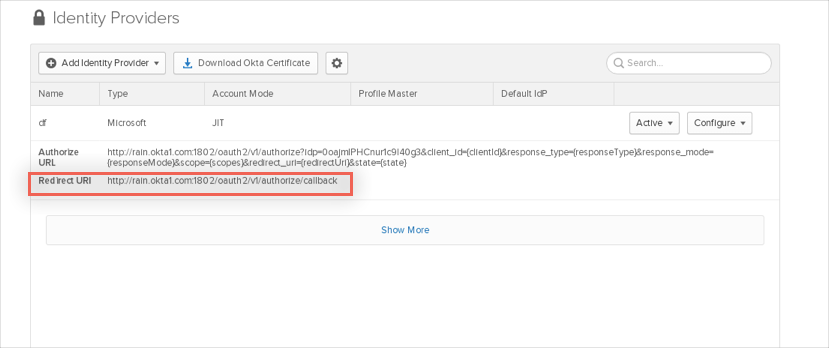 Identity Providers
Add Identity Provider Download Okta Certificate Search...
Name Type Account Mode Profile Master Default IdP
df Microsoft JIT Active Configure
Authorize URL http://rain.okta1.com:1802/oauth2/v1/authorize?idp=0oajmlPHCnur1c9l40g3&client_id={clientId}&response_type={responseType}&response_mode=
{responseMode}&scope={scopes}&redirect_uri={redirectUri}&state={state}
Redirect URI http://rain.okta1.com:1802/oauth2/v1/authorize/callback
Show More